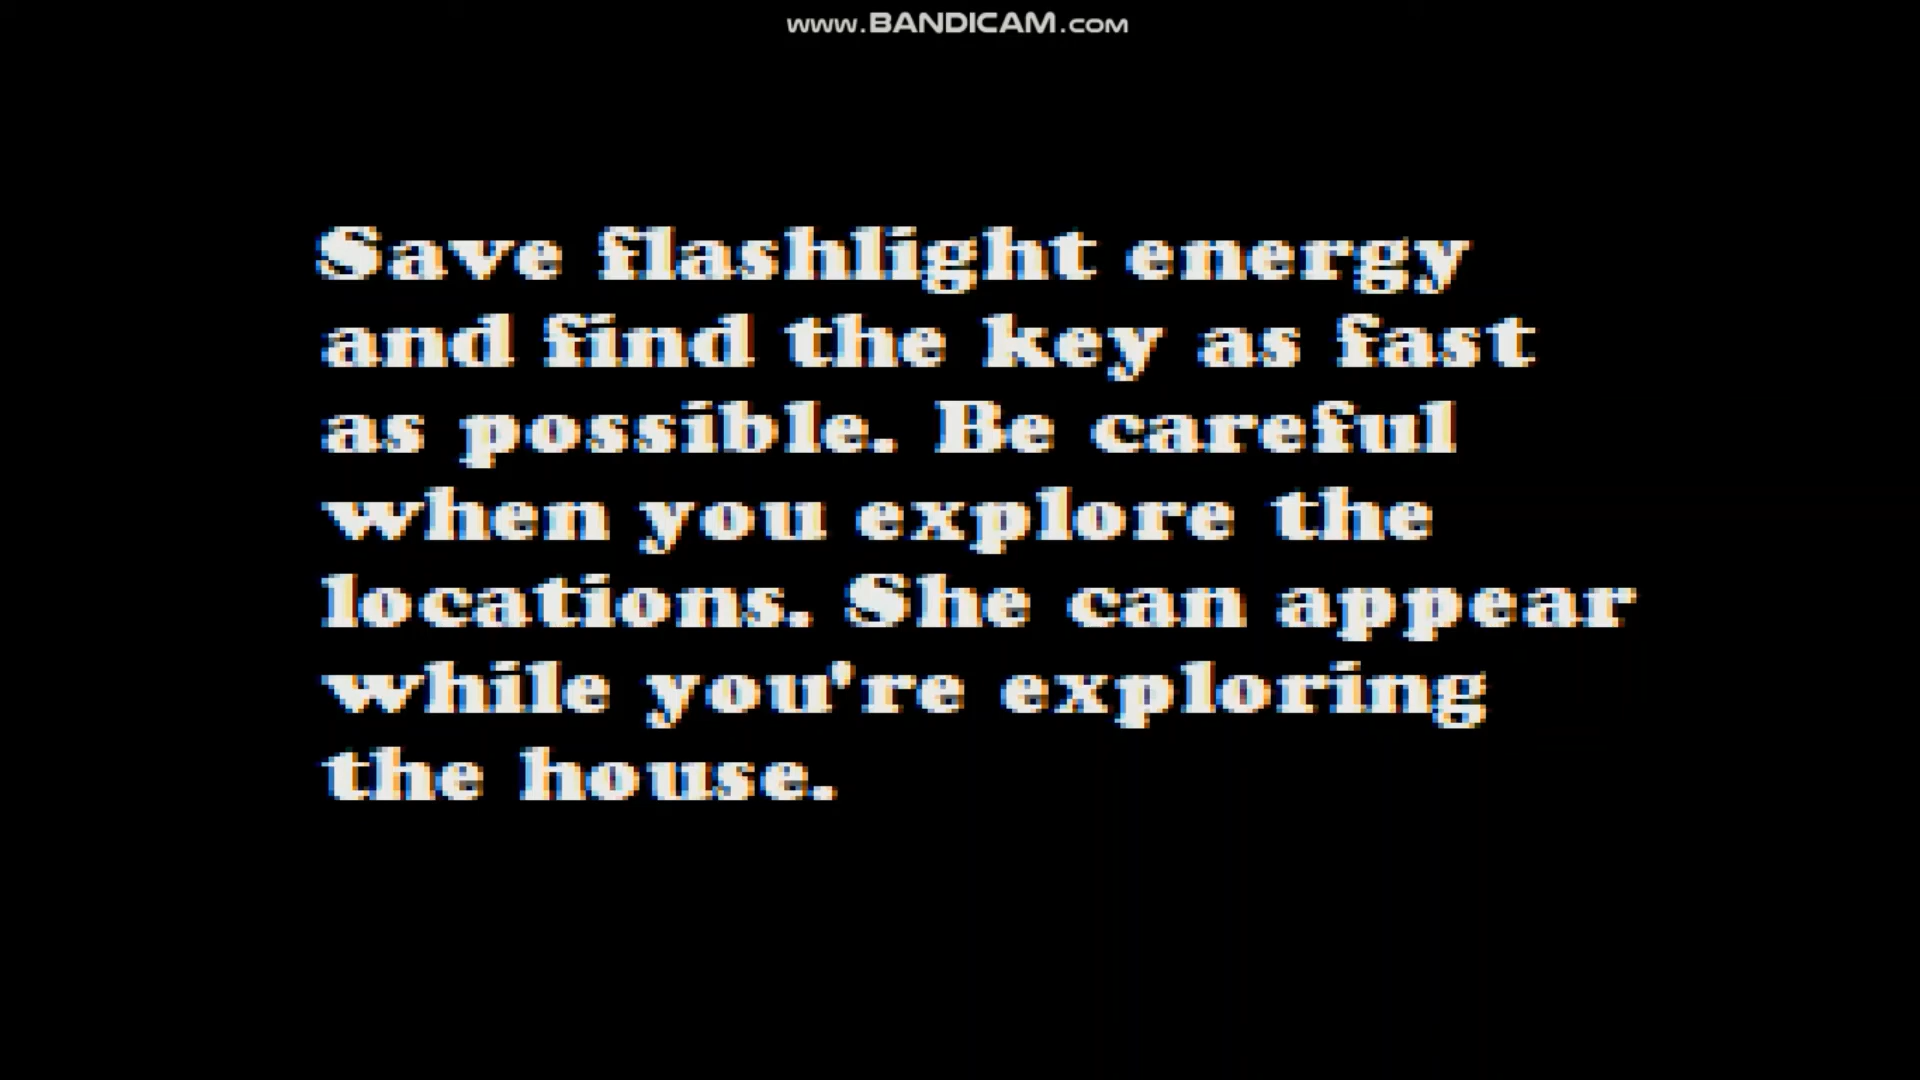 www.BANDICAM.com
Save flashlight energy
and find the key as fast
as possible. Be careful
when you explore the
locations. She can appear
while you're exploring
the house.